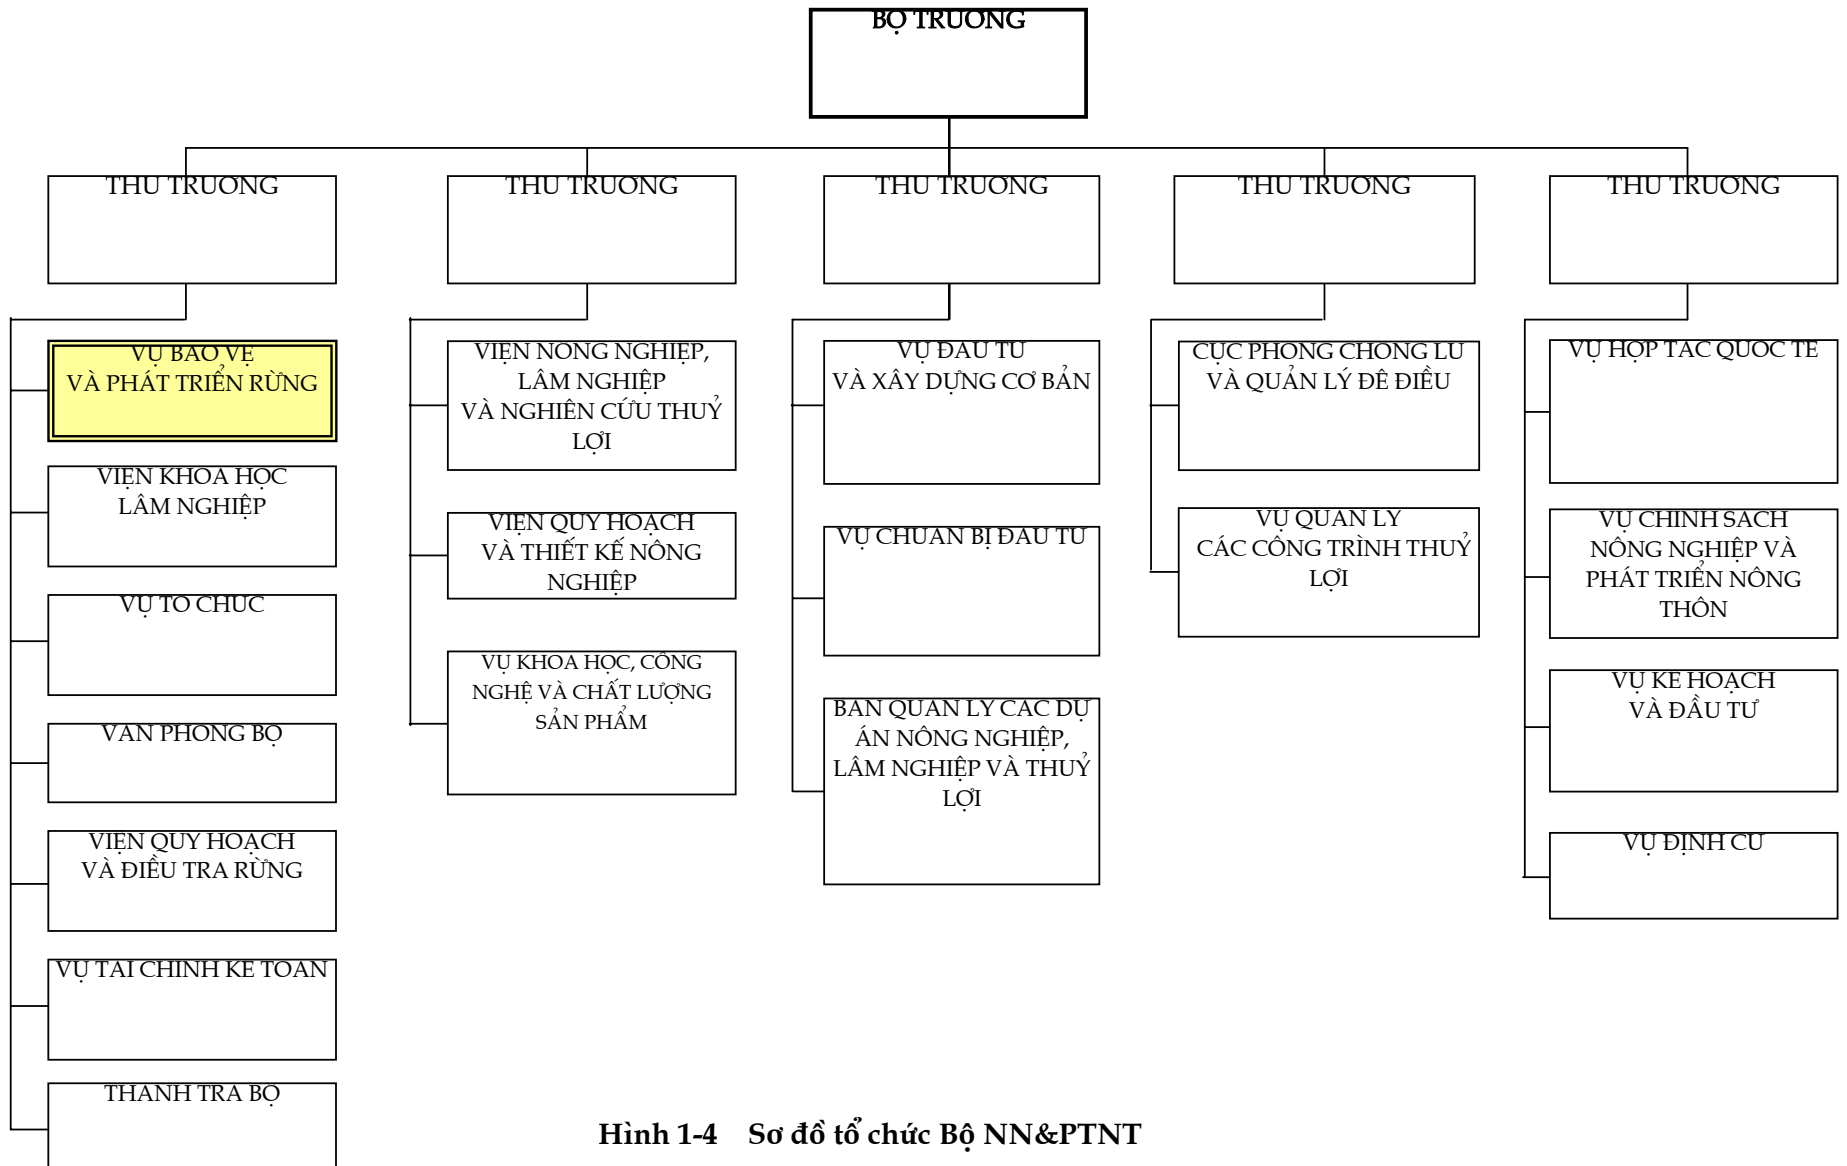 BỘ TRƯỞNG
THỨ TRƯỞNG
THỨ TRƯỞNG
THỨ TRƯỞNG
THỨ TRƯỞNG
THỨ TRƯỞNG
VỤ BẢO VỆ
VÀ PHÁT TRIỂN RỪNG
VIỆN KHOA HỌC
LÂM NGHIỆP
VỤ TỔ CHỨC
VĂN PHÒNG BỘ
VIỆN QUY HOẠCH
VÀ ĐIỀU TRA RỪNG
VỤ TÀI CHÍNH KẾ TOÁN
THANH TRA BỘ
VIỆN NÔNG NGHIỆP,
LÂM NGHIỆP
VÀ NGHIÊN CỨU THUỶ
LỢI
VIỆN QUY HOẠCH
VÀ THIẾT KẾ NÔNG
NGHIỆP
VỤ KHOA HỌC, CÔNG
NGHỆ VÀ CHẤT LƯỢNG
SẢN PHẨM
VỤ ĐẦU TƯ
VÀ XÂY DỰNG CƠ BẢN
VỤ CHUẨN BỊ ĐẦU TƯ
BAN QUẢN LÝ CÁC DỰ
ÁN NÔNG NGHIỆP,
LÂM NGHIỆP VÀ THUỶ
LỢI
CỤC PHÒNG CHỐNG LŨ
VÀ QUẢN LÝ ĐÊ ĐIỀU
VỤ QUẢN LÝ
CÁC CÔNG TRÌNH THUỶ
LỢI
VỤ HỢP TÁC QUỐC TẾ
VỤ CHÍNH SÁCH
NÔNG NGHIỆP VÀ
PHÁT TRIỂN NÔNG
THÔN
VỤ KẾ HOẠCH
VÀ ĐẦU TƯ
VỤ ĐỊNH CƯ
Hình 1-4 Sơ đồ tổ chức Bộ NN&PTNT